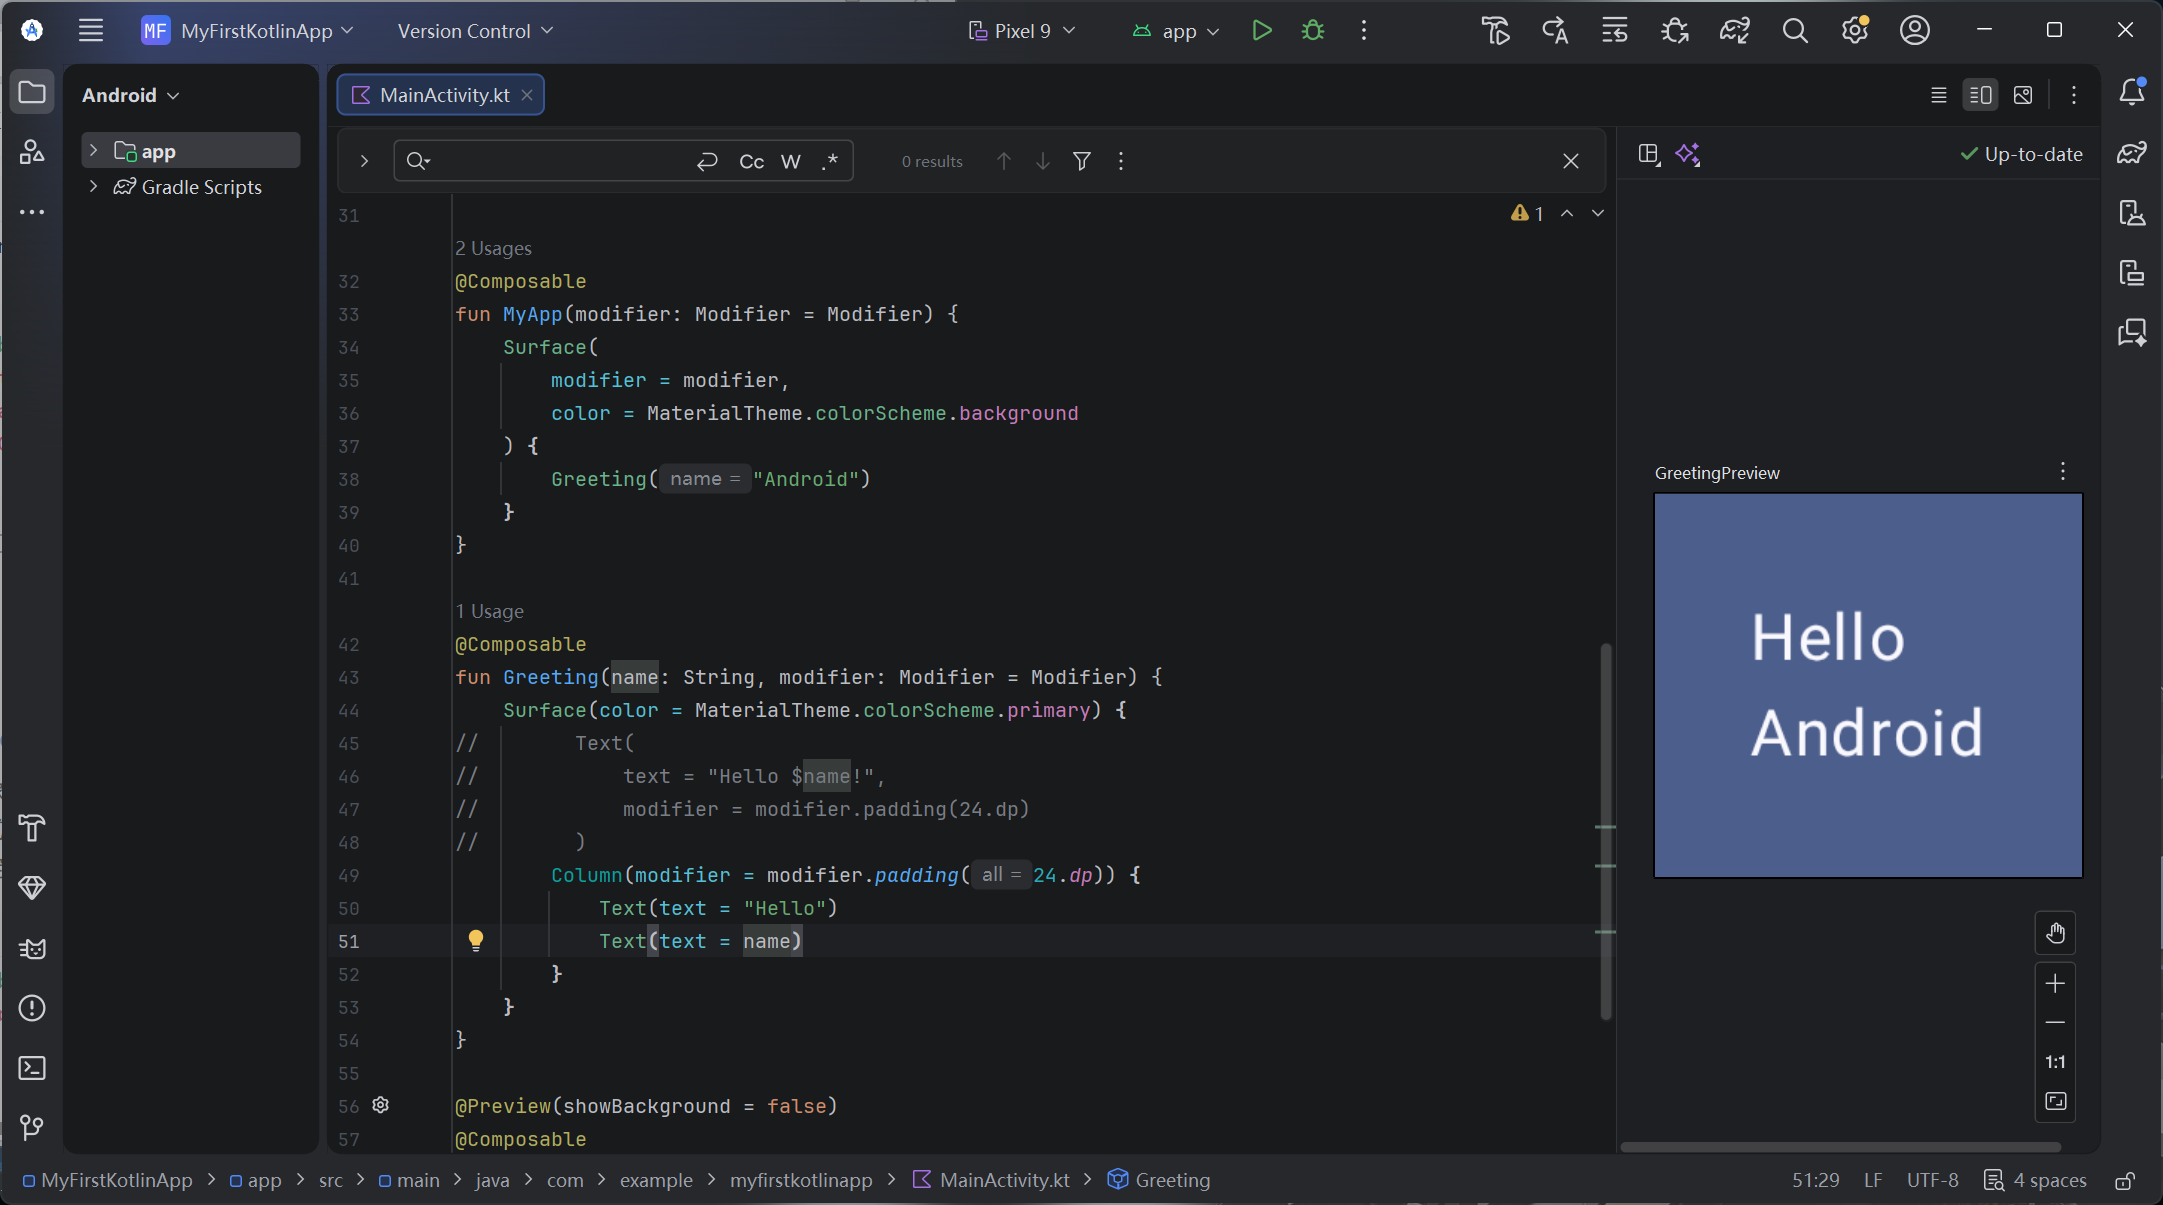 MF MyFirstKotlinApp Version Control Pixel 9 app
Android
app
Gradle Scripts
MainActivity.kt
Cc W .* 0 results
Up-to-date
1
31
2 Usages
32 @Composable
33 fun MyApp(modifier: Modifier = Modifier) {
34 Surface(
35 modifier = modifier,
36 color = MaterialTheme.colorScheme.background
37 ) {
38 Greeting( name = "Android")
39 }
40 }
41
1 Usage
42 @Composable
43 fun Greeting(name: String, modifier: Modifier = Modifier) {
44 Surface(color = MaterialTheme.colorScheme.primary) {
45 // Text(
46 // text = "Hello $name!",
47 // modifier = modifier.padding(24.dp)
48 // )
49 Column(modifier = modifier.padding( all = 24.dp)) {
50 Text(text = "Hello")
51 Text(text = name)
52 }
53 }
54 }
55
56 @Preview(showBackground = false)
57 @Composable
GreetingPreview
Hello
Android
1:1
MyFirstKotlinApp > app > src > main > java > com > example > myfirstkotlinapp > MainActivity.kt > Greeting 51:29 LF UTF-8 4 spaces